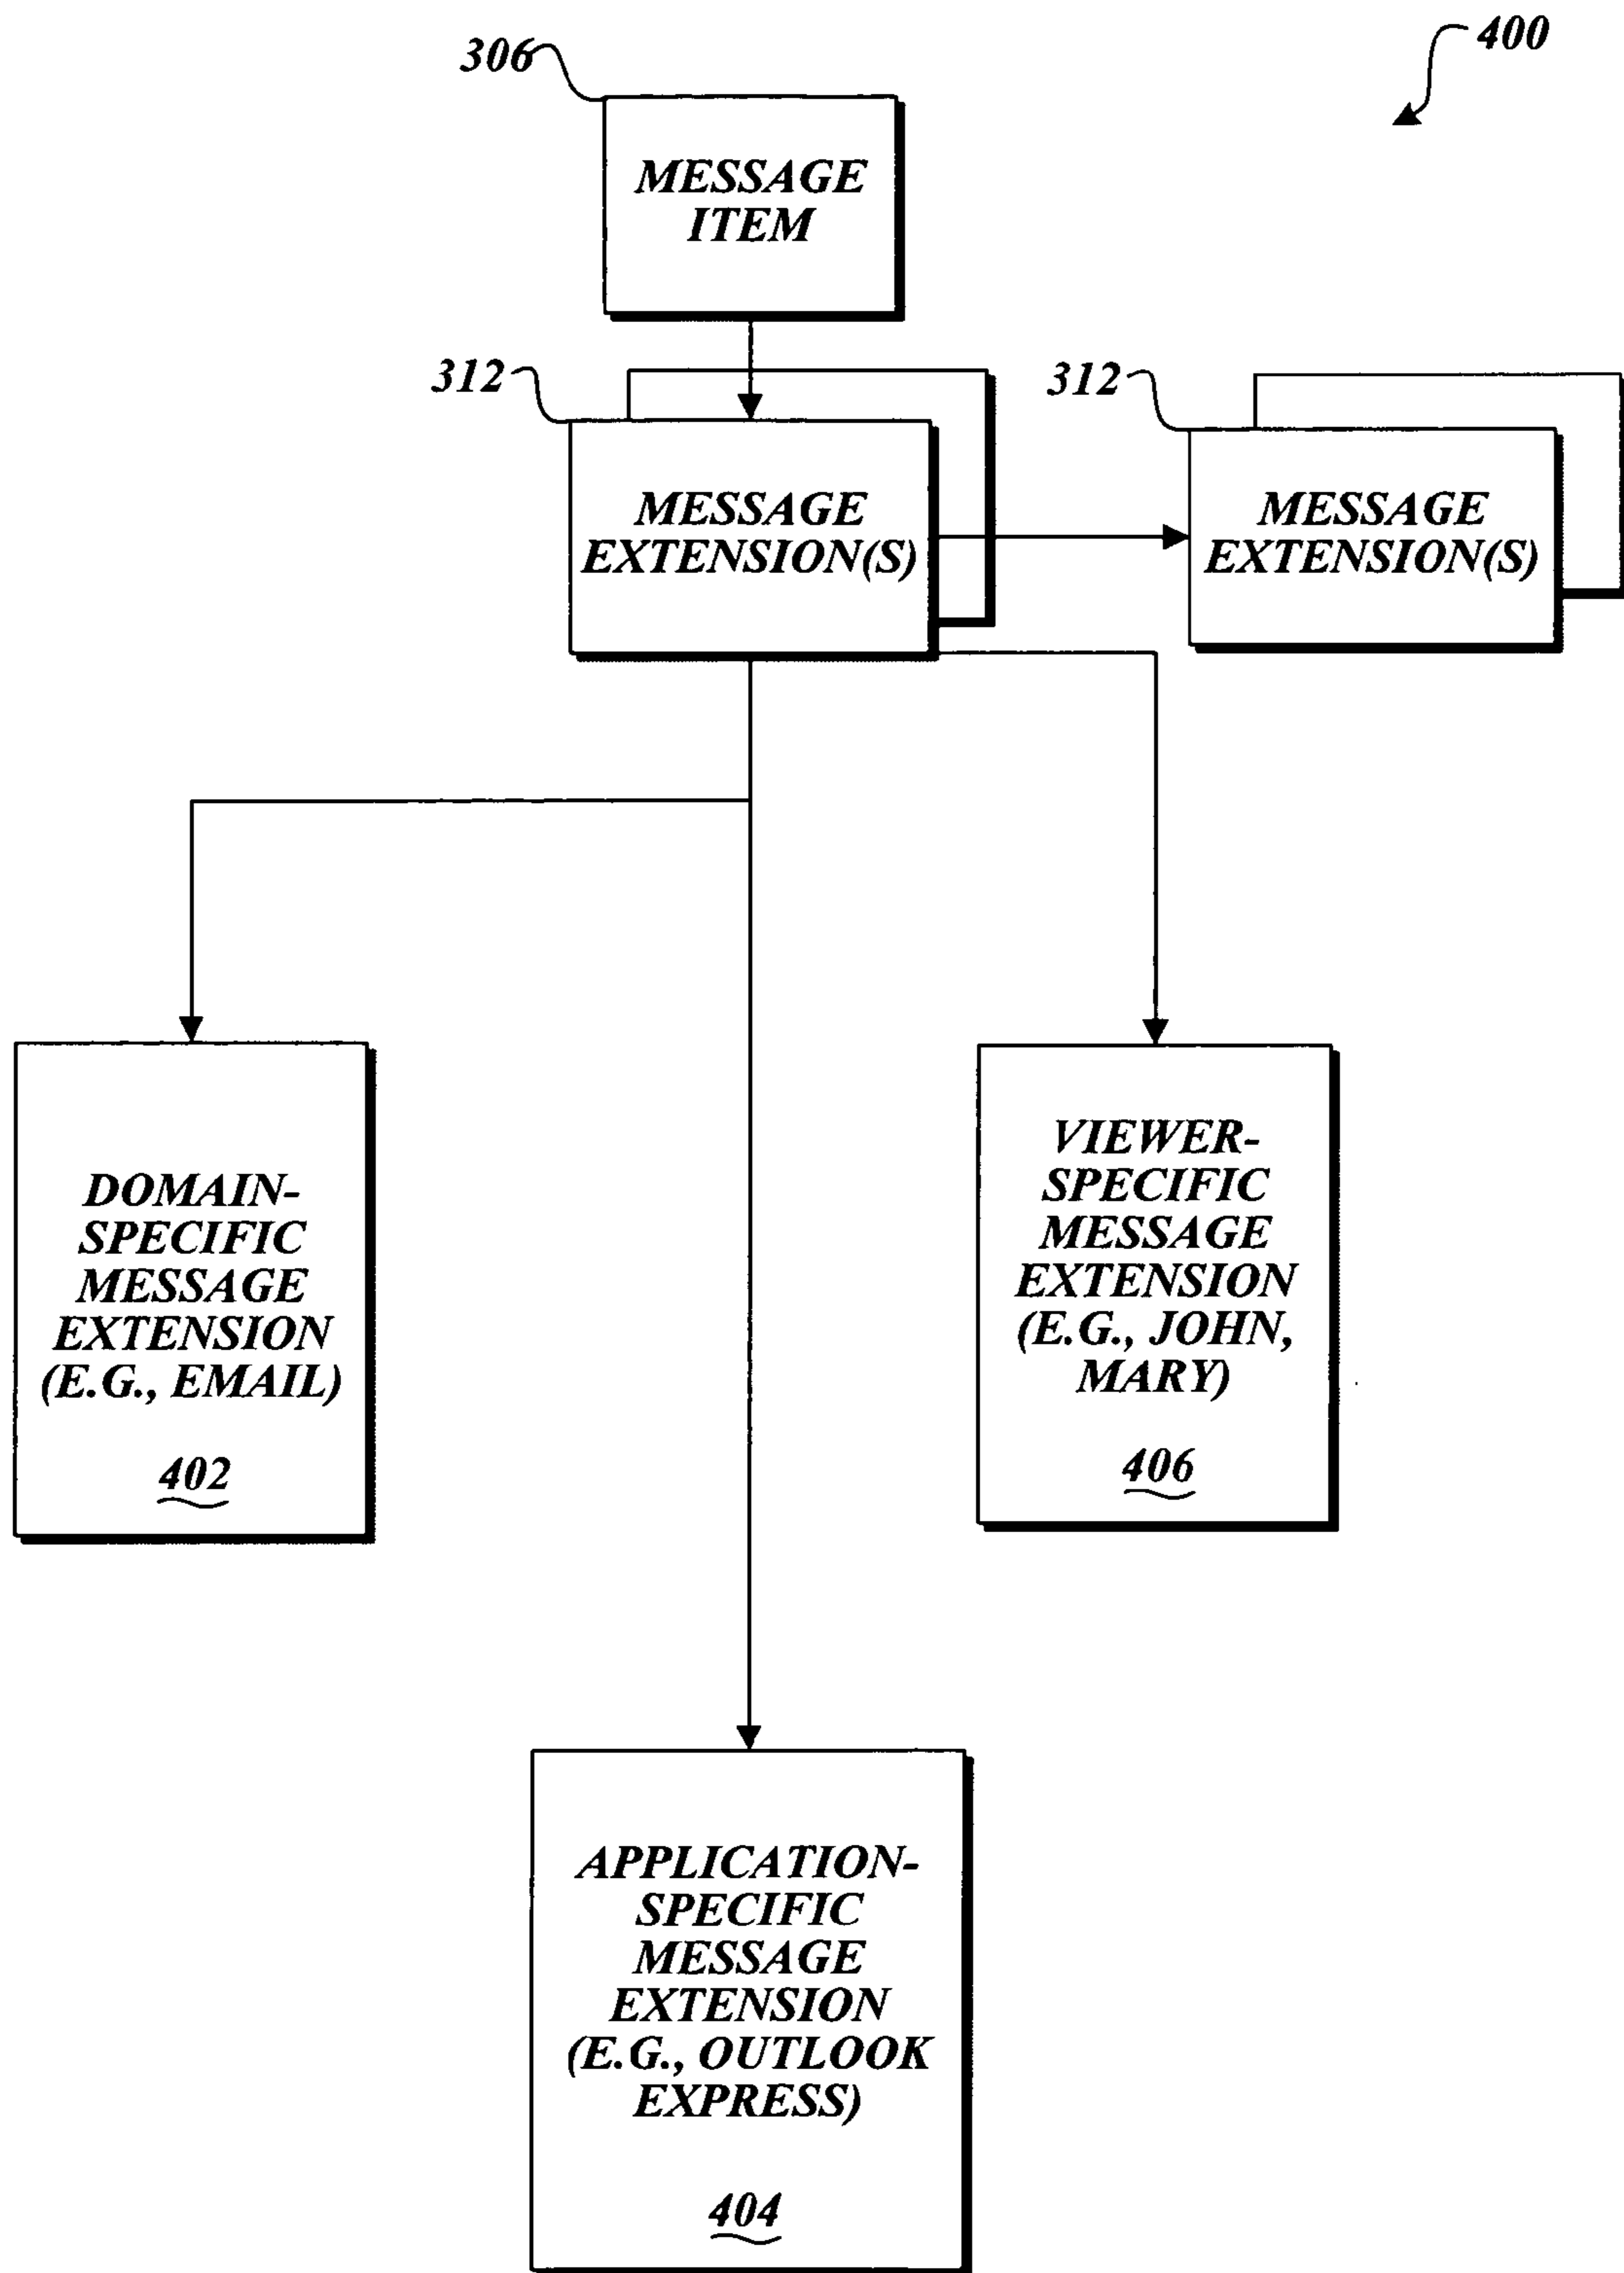 400
306
MESSAGE
ITEM
312
MESSAGE
EXTENSION(S)
312
MESSAGE
EXTENSION(S)
DOMAIN-
SPECIFIC
MESSAGE
EXTENSION
(E.G., EMAIL)
402
VIEWER-
SPECIFIC
MESSAGE
EXTENSION
(E.G., JOHN,
MARY)
406
APPLICATION-
SPECIFIC
MESSAGE
EXTENSION
(E.G., OUTLOOK
EXPRESS)
404